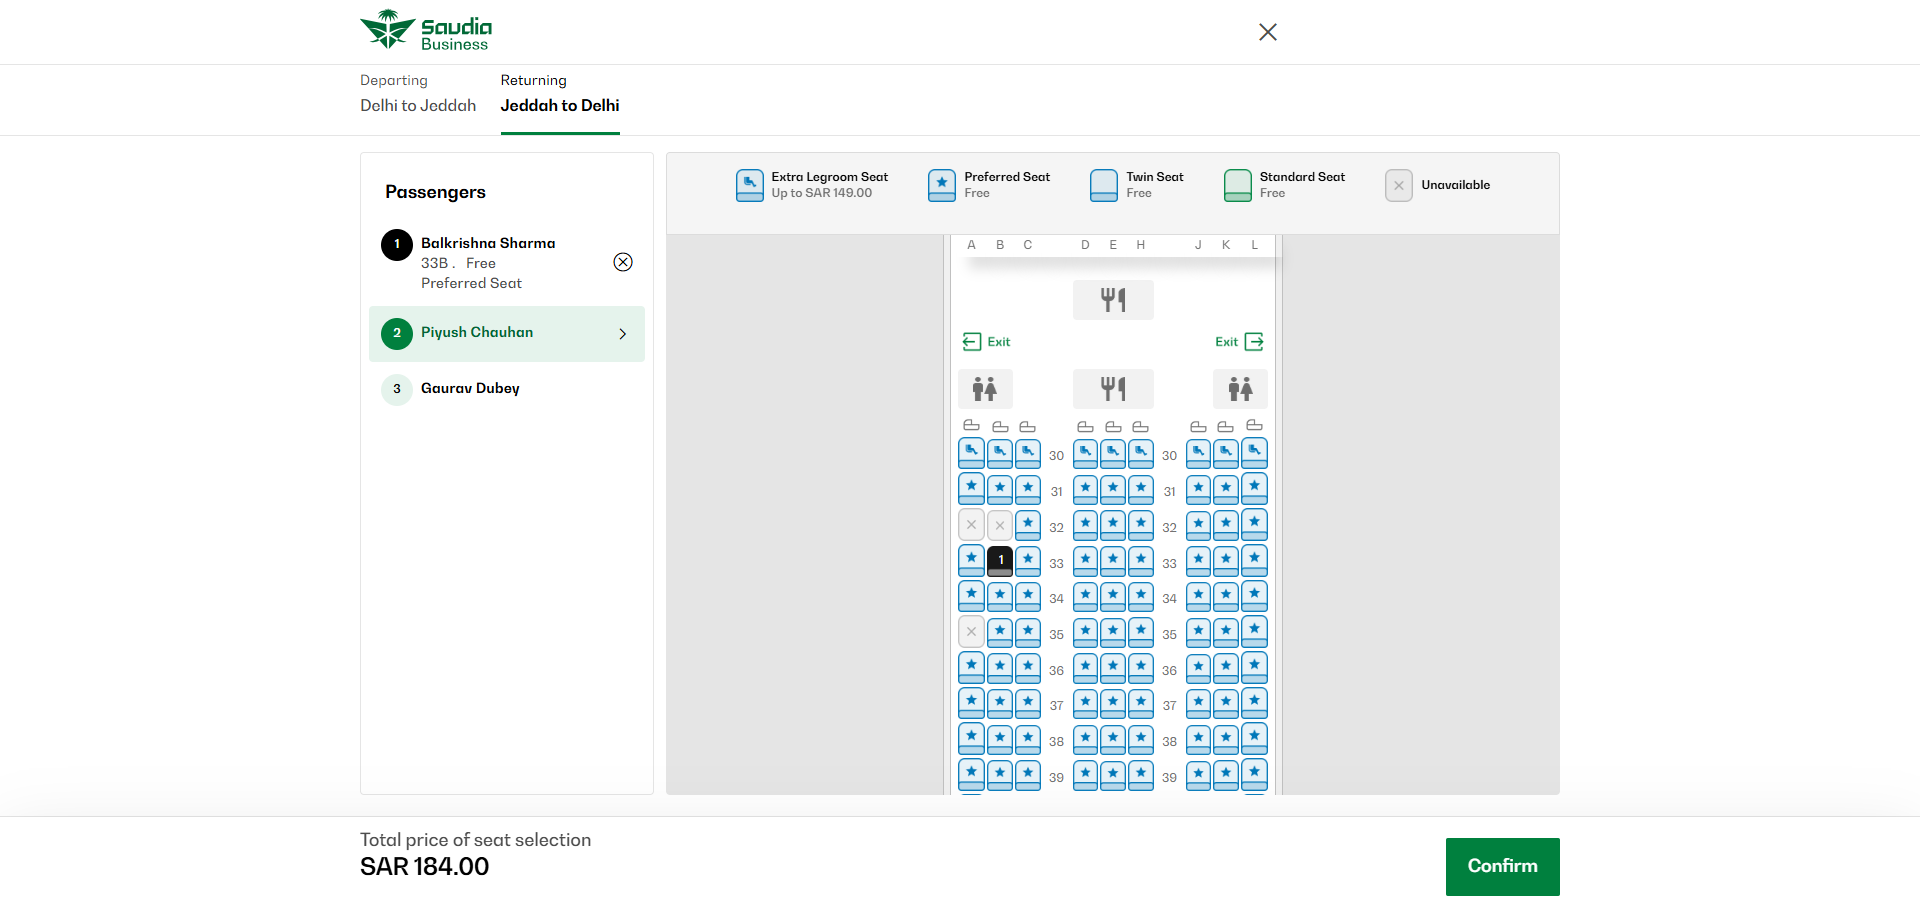 Saudia
Business
Departing
Delhi to Jeddah
Returning
Jeddah to Delhi
Passengers
1
Balkrishna Sharma
33B . Free
Preferred Seat
2
Piyush Chauhan
3
Gaurav Dubey
Extra Legroom Seat
Up to SAR 149.00
Preferred Seat
Free
Twin Seat
Free
Standard Seat
Free
Unavailable
A B C D E H J K L
Exit Exit
30 30
31 31
32 32
1 33 33
34 34
35 35
36 36
37 37
38 38
39 39
Total price of seat selection
SAR 184.00
Confirm